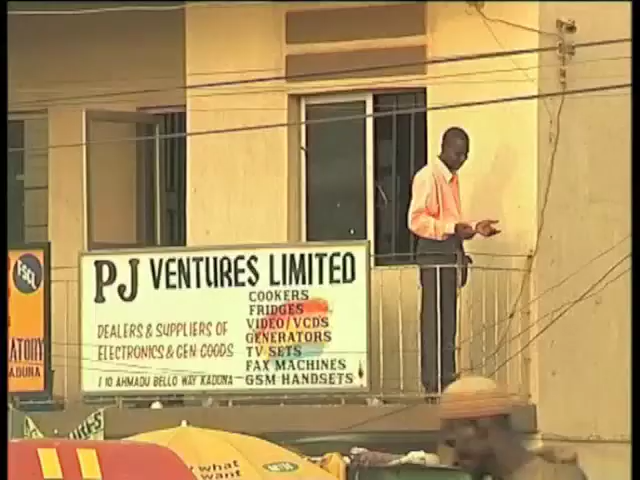 PJ VENTURES LIMITED
COOKERS
FRIDGES
VIDEO/VCDS
GENERATORS
TV SETS
FAX MACHINES
GSM HANDSETS
DEALERS & SUPPLIERS OF
ELECTRONICS & GEN-GOODS
10 AHMADU BELLO WAY KADUNA
ATORY
ADUNA
what
want